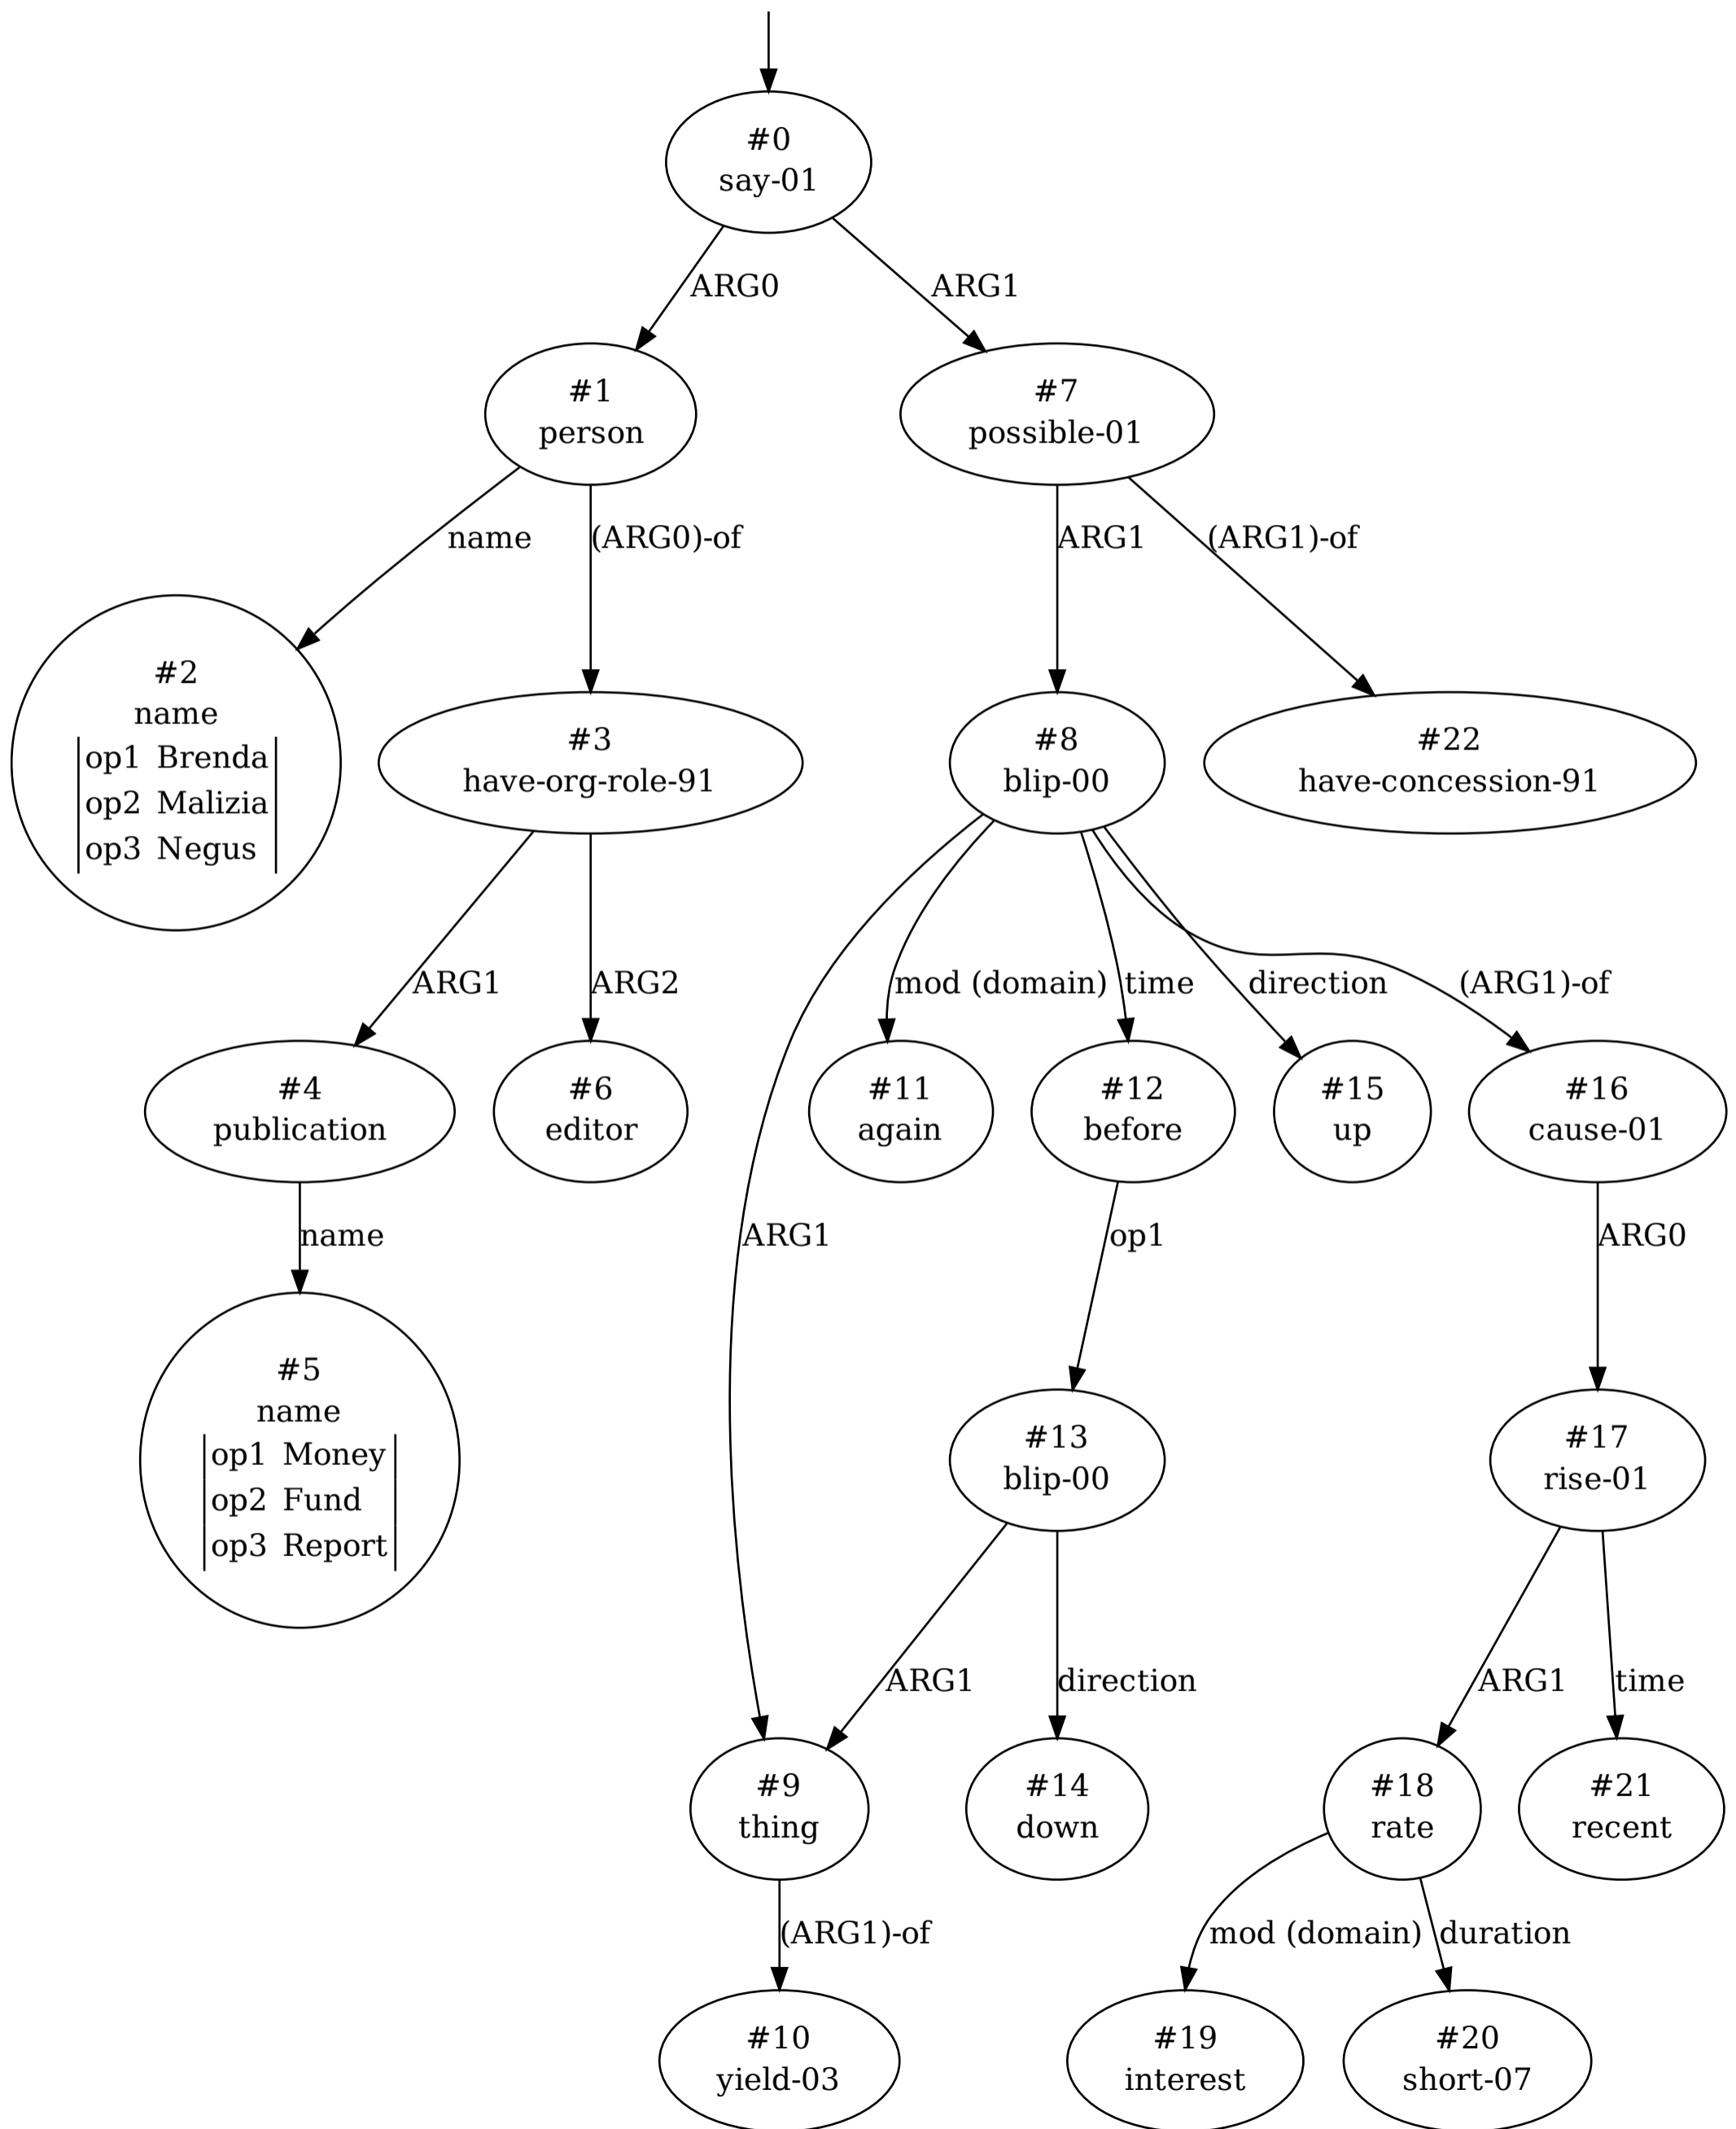 #0
say-01
ARG0
ARG1
#1
person
#7
possible-01
name
(ARG0)-of
ARG1
(ARG1)-of
#2
name
op1 Brenda
op2 Malizia
op3 Negus
#3
have-org-role-91
#8
blip-00
#22
have-concession-91
ARG1
ARG2
mod (domain)
time
direction
(ARG1)-of
#4
publication
#6
editor
#11
again
#12
before
#15
up
#16
cause-01
name
ARG1
op1
ARG0
#5
name
op1 Money
op2 Fund
op3 Report
#13
blip-00
#17
rise-01
ARG1
direction
ARG1
time
#9
thing
#14
down
#18
rate
#21
recent
(ARG1)-of
mod (domain)
duration
#10
yield-03
#19
interest
#20
short-07